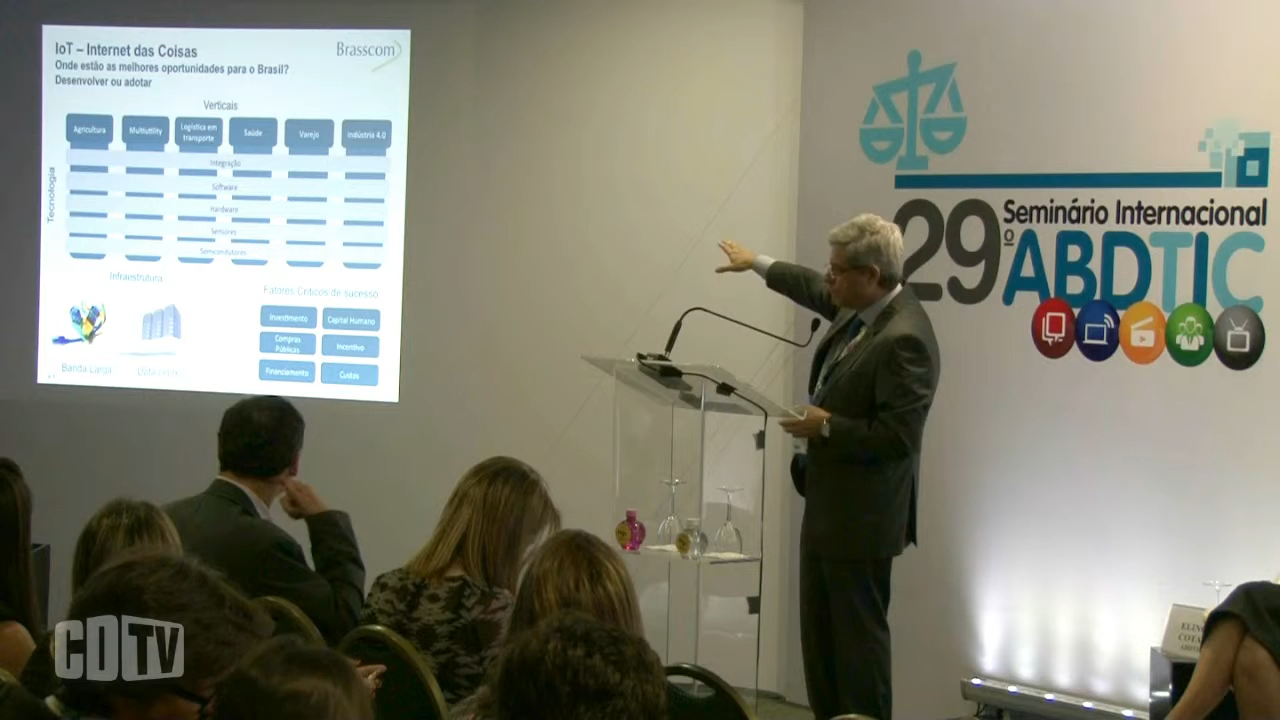 IoT – Internet das Coisas
Brasscom
Onde estão as melhores oportunidades para o Brasil?
Desenvolver ou adotar
Verticais
Agricultura
Multiutility
Logística em
transporte
Saúde
Varejo
Indústria 4.0
Tecnologia
Integração
Software
Hardware
Sensores
Semicondutores
Infraestrutura
Banda Larga
Fatores Críticos de sucesso
Investimento
Capital Humano
Compras
Públicas
Incentivo
Financiamento
Custos
29º
Seminário Internacional
ABDTIC
CDTV